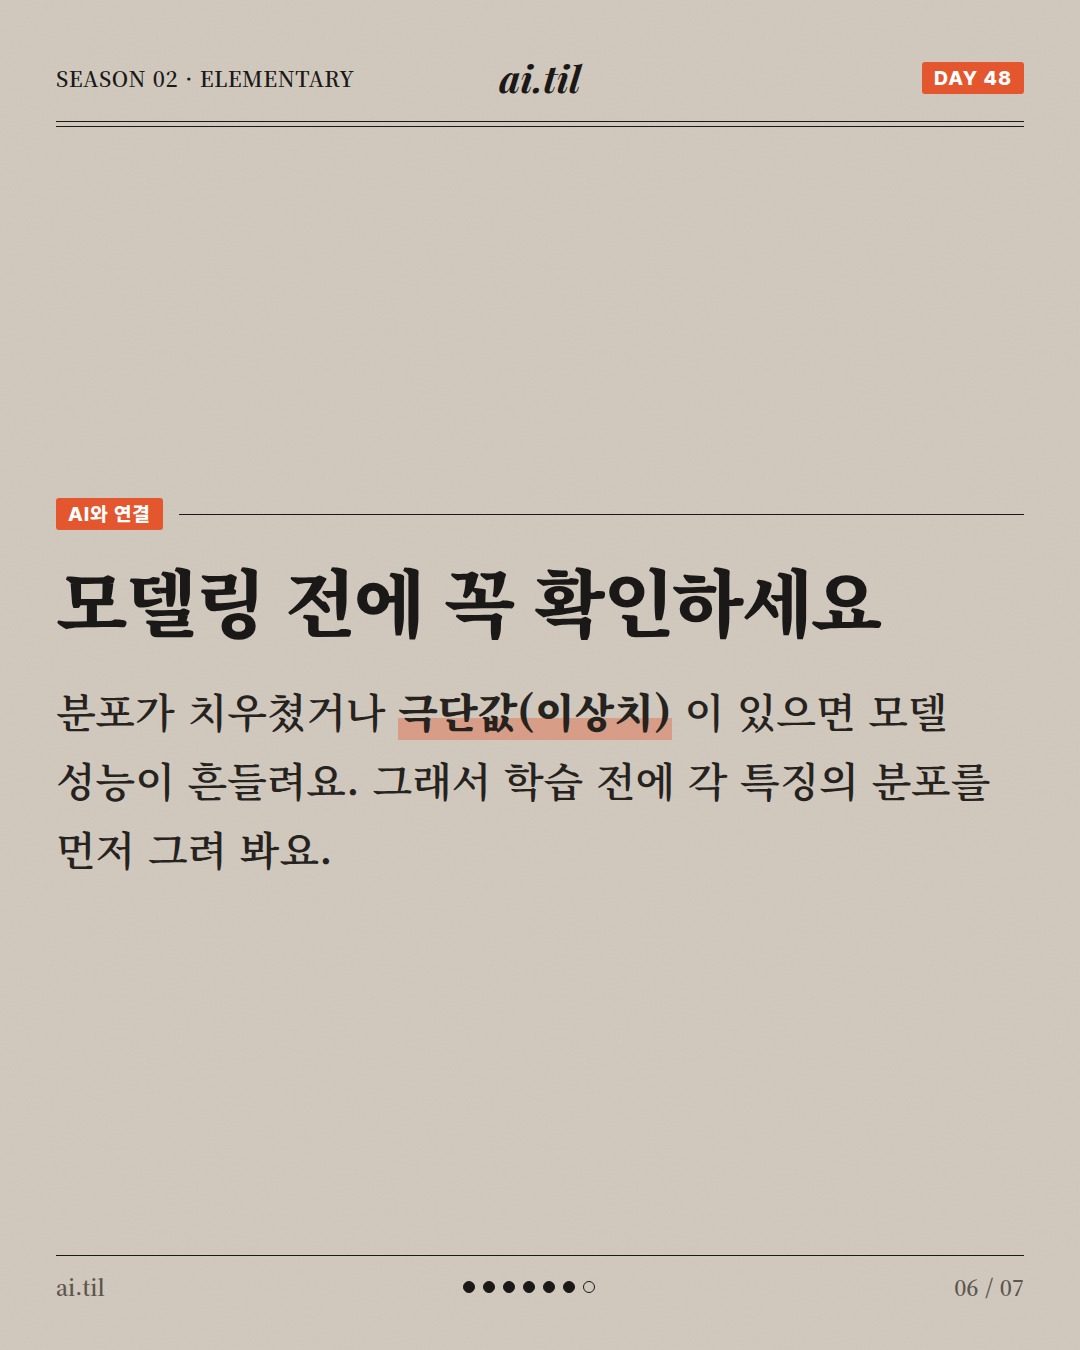 SEASON 02 · ELEMENTARY
ai.til
DAY 48
AI와 연결
모델링 전에 꼭 확인하세요
분포가 치우쳤거나 극단값(이상치) 이 있으면 모델
성능이 흔들려요. 그래서 학습 전에 각 특징의 분포를
먼저 그려 봐요.
ai.til
06 / 07